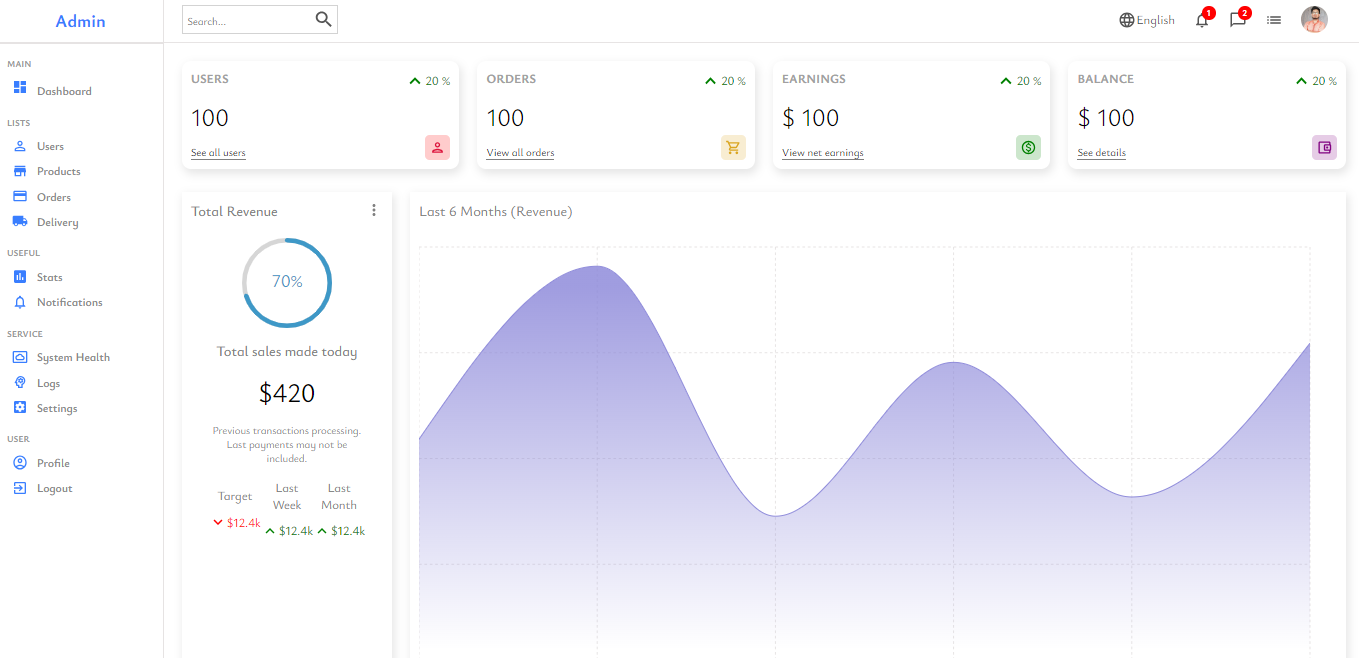 Admin
Search...
English
1
2
MAIN
Dashboard
LISTS
Users
Products
Orders
Delivery
USEFUL
Stats
Notifications
SERVICE
System Health
Logs
Settings
USER
Profile
Logout
USERS
20 %
100
See all users
ORDERS
20 %
100
View all orders
EARNINGS
20 %
$ 100
View net earnings
BALANCE
20 %
$ 100
See details
Total Revenue
70%
Total sales made today
$420
Previous transactions processing.
Last payments may not be
included.
Target
$12.4k
Last
Week
$12.4k
Last
Month
$12.4k
Last 6 Months (Revenue)